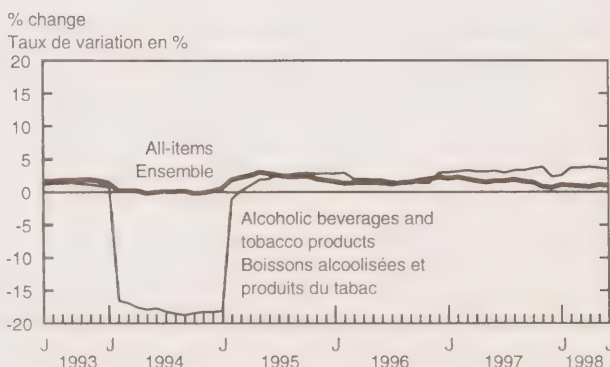 % change
Taux de variation en %
20
15
10
5
0
-5
-10
-15
-20
All-items
Ensemble
Alcoholic beverages and
tobacco products
Boissons alcoolisées et
produits du tabac
J J J J J J
1993 1994 1995 1996 1997 1998